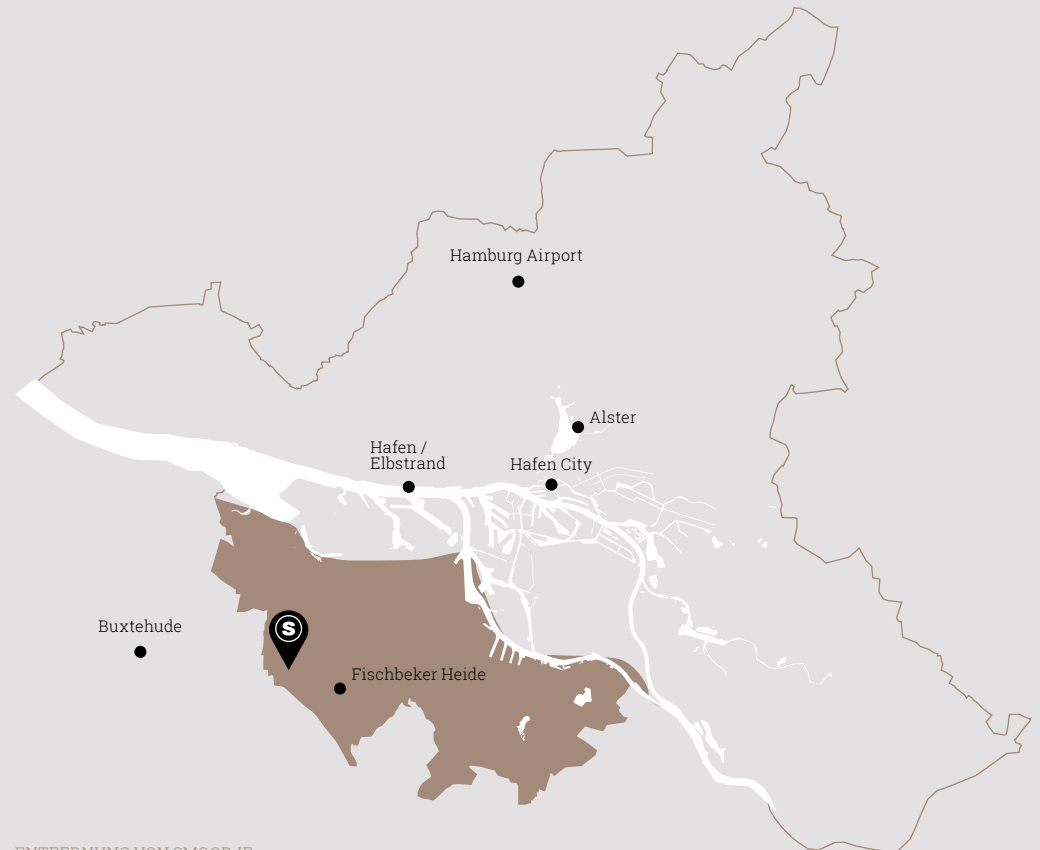 Hamburg Airport
Alster
Hafen /
Elbstrand
Hafen City
Buxtehude
S
Fischbeker Heide